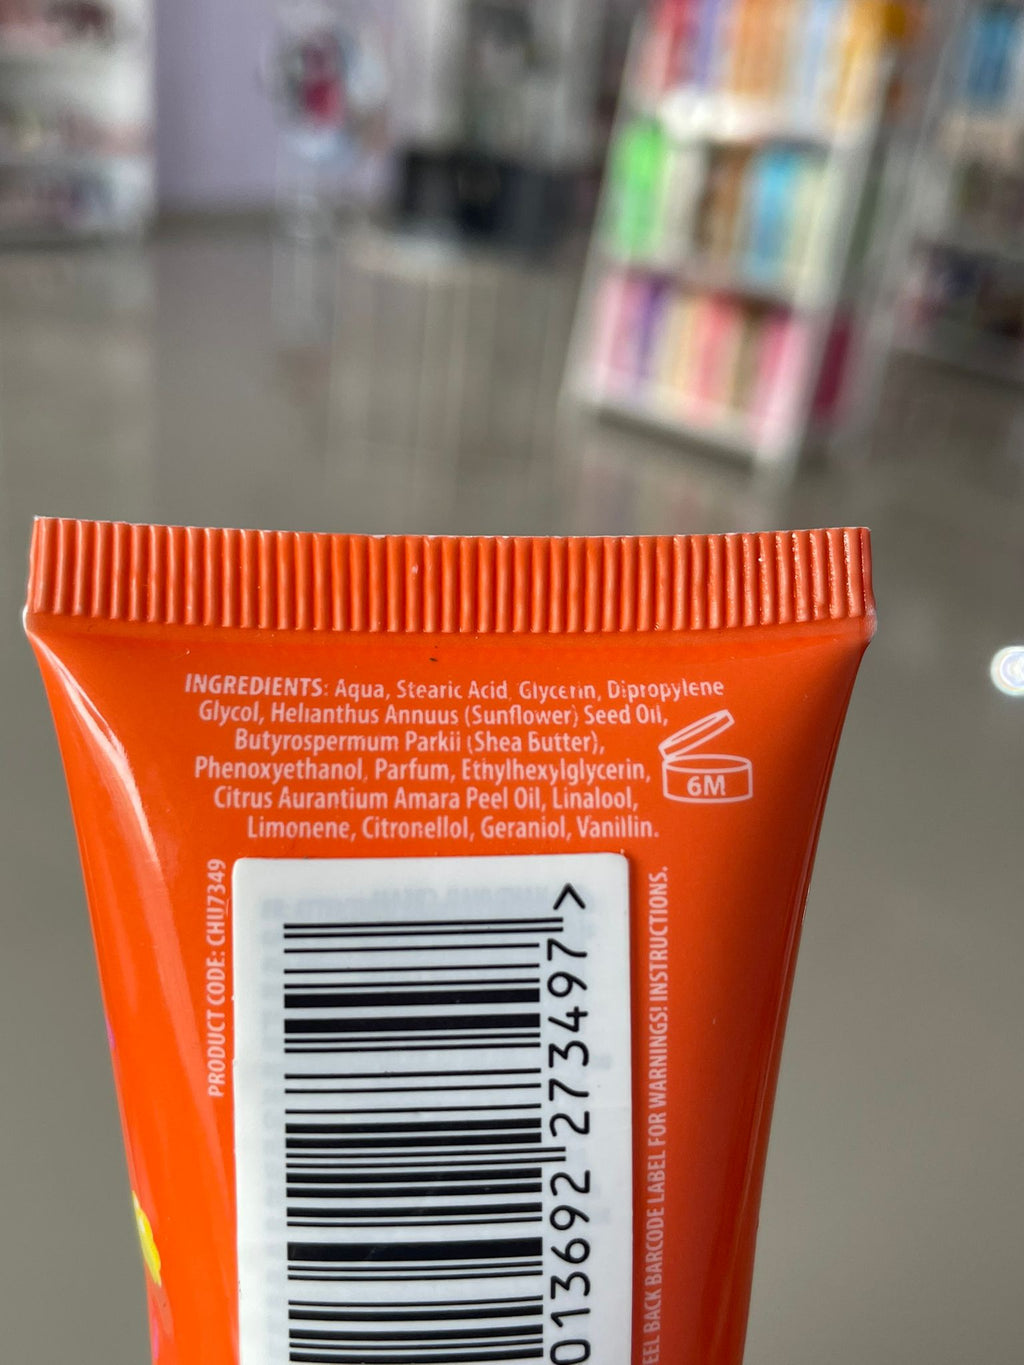 INGREDIENTS: Aqua, Stearic Acid, Glycerin, Dipropylene
Glycol, Helianthus Annuus (Sunflower) Seed Oil,
Butyrospermum Parkii (Shea Butter),
Phenoxyethanol, Parfum, Ethylhexylglycerin,
Citrus Aurantium Amara Peel Oil, Linalool,
Limonene, Citronellol, Geraniol, Vanillin.
6M
PRODUCT CODE: CHU7349
013692 273497 >
EEL BACK BARCODE LABEL FOR WARNINGS! INSTRUCTIONS.